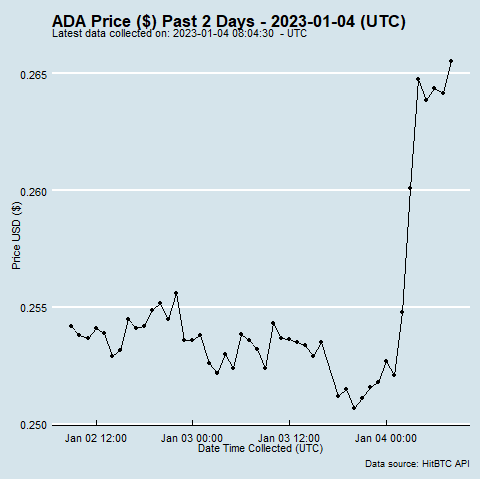 ADA Price ($) Past 2 Days - 2023-01-04 (UTC)
Latest data collected on: 2023-01-04 08:04:30  - UTC
0.265
0.260
0.255
0.250
Price USD ($)
Jan 02 12:00
Jan 03 00:00
Jan 03 12:00
Jan 04 00:00
Date Time Collected (UTC)
Data source: HitBTC API